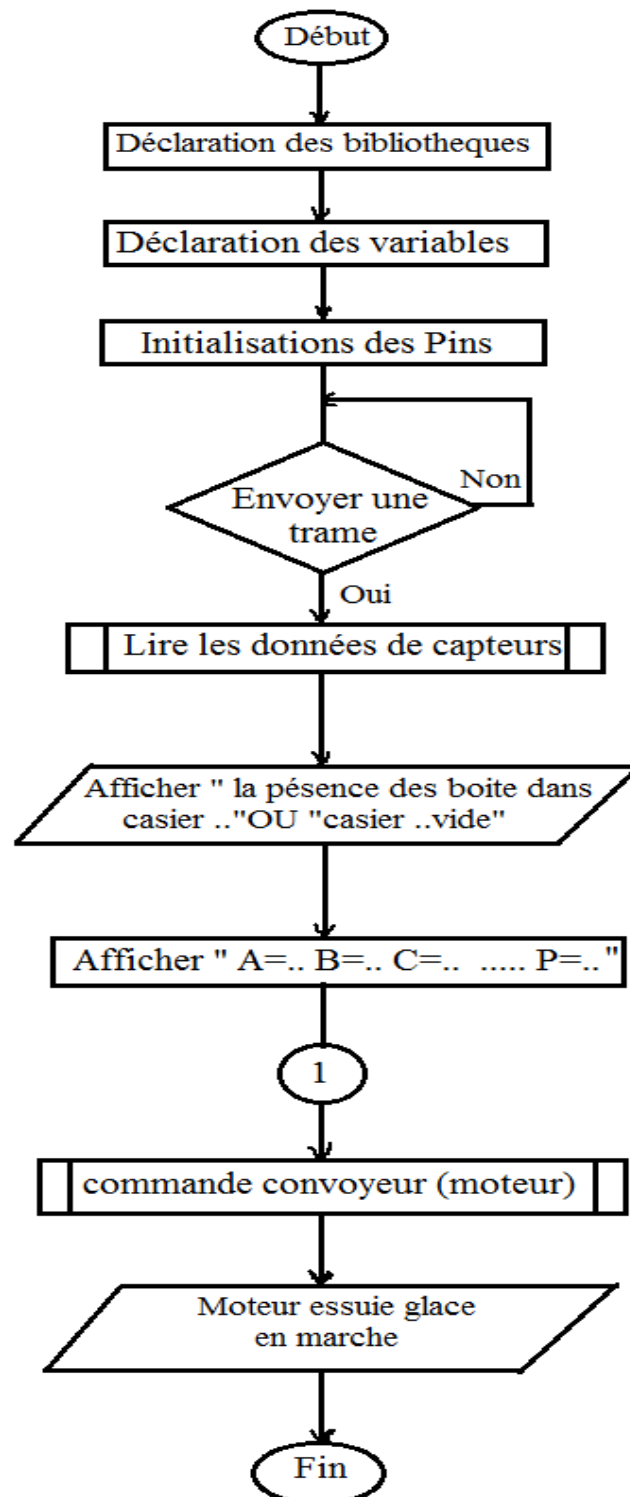 Début
Déclaration des bibliotheques
Déclaration des variables
Initialisations des Pins
Envoyer une
trame
Non
Oui
Lire les données de capteurs
Afficher " la pésence des boite dans
casier .."OU "casier ..vide"
Afficher " A=.. B=.. C=.. ..... P=.. "
1
commande convoyeur (moteur)
Moteur essuie glace
en marche
Fin